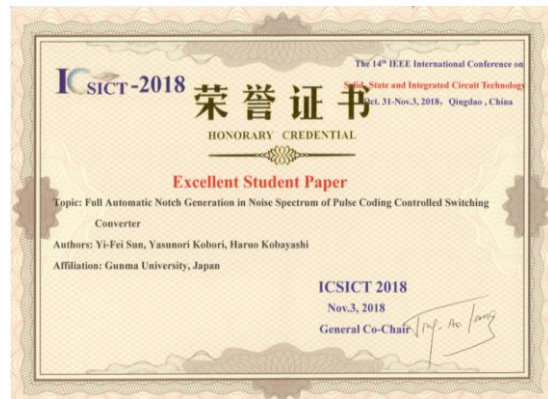 ICSICT-2018
The 14th IEEE International Conference on
Solid-State and Integrated Circuit Technology
Oct. 31-Nov.3, 2018, Qingdao, China
荣誉证书
HONORARY CREDENTIAL
Excellent Student Paper
Topic: Full Automatic Notch Generation in Noise Spectrum of Pulse Coding Controlled Switching
Converter
Authors: Yi-Fei Sun, Yasunori Kobori, Haruo Kobayashi
Affiliation: Gunma University, Japan
ICSICT 2018
Nov.3, 2018
General Co-Chair Ting-Ao Tang